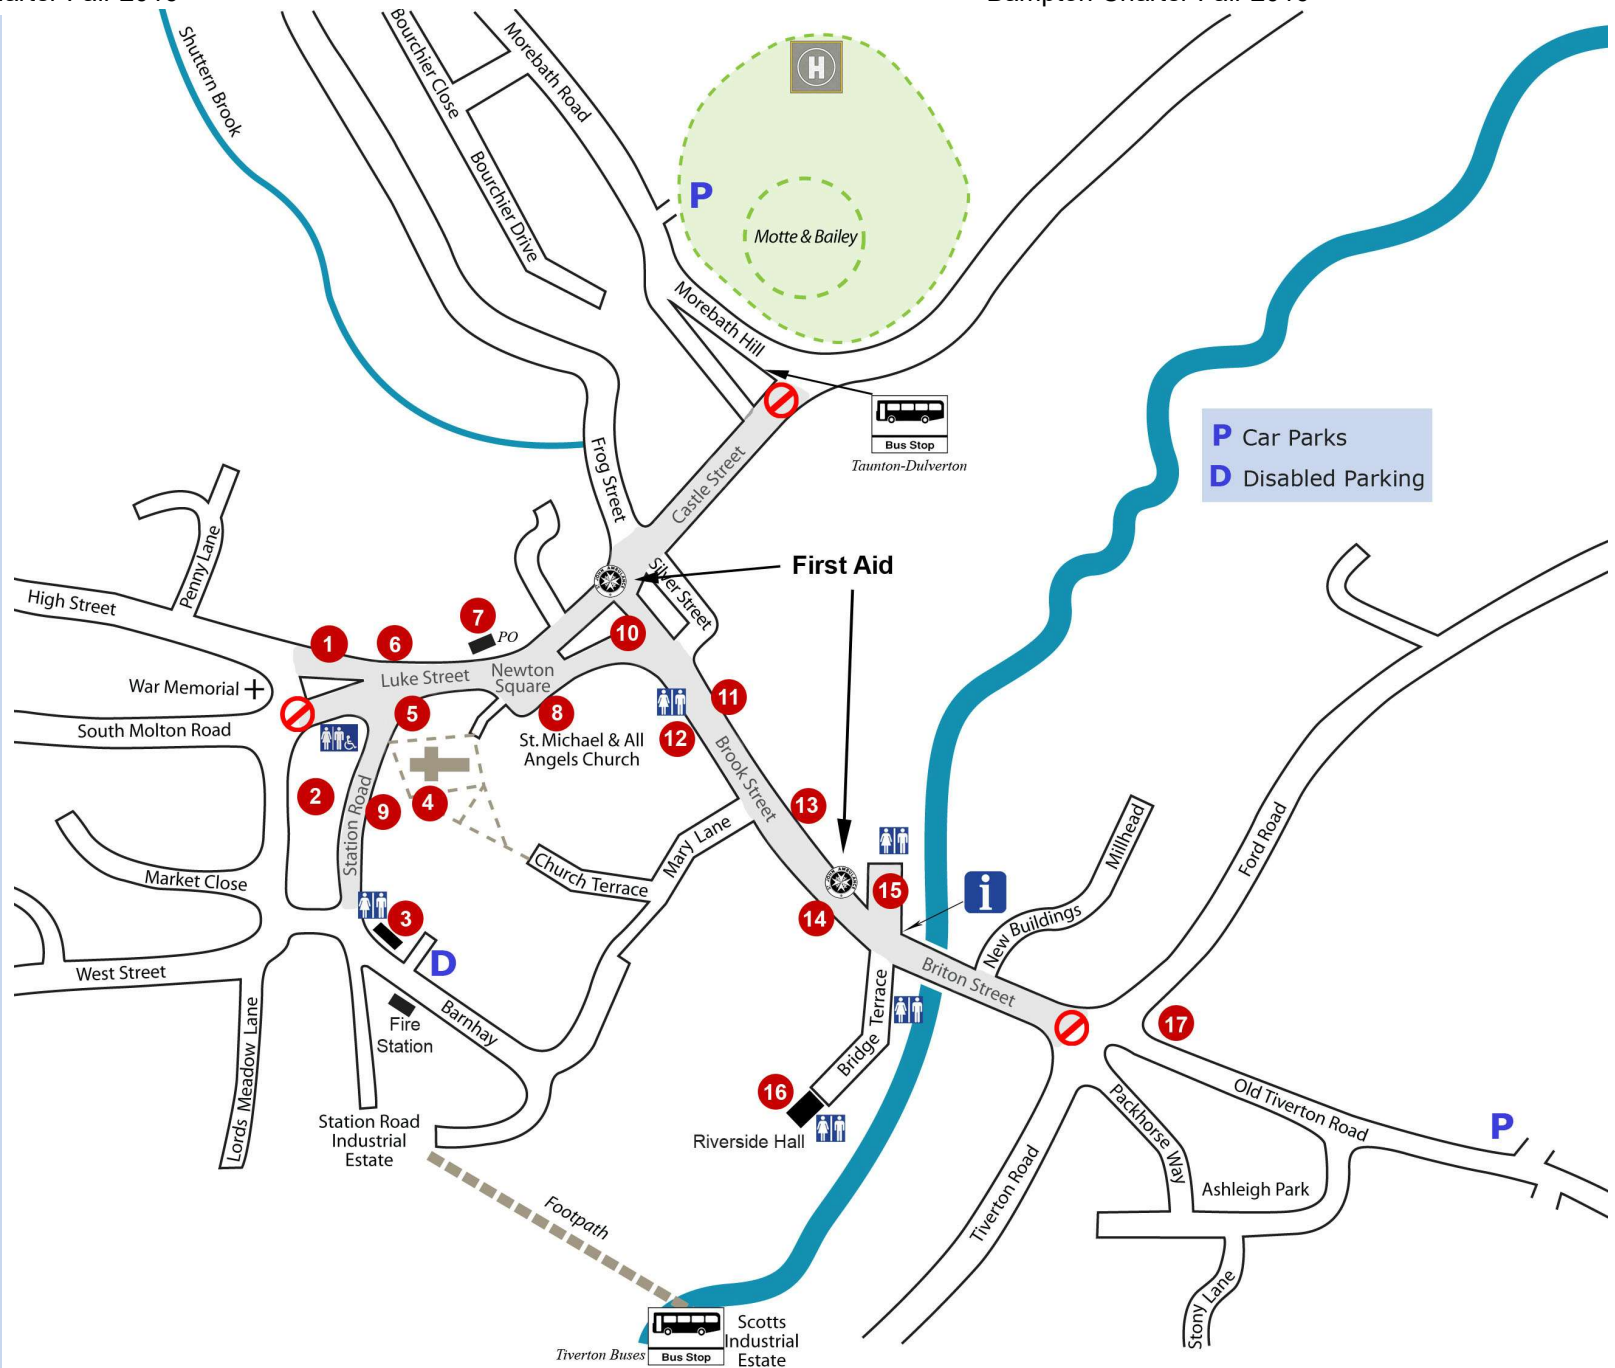 Bampton Charter Fair
Shuttern Brook
Bourchier Close
Morebath Road
H
P
Motte & Bailey
Bourchier Drive
Morebath Hill
Bus Stop
Taunton-Dulverton
P Car Parks
D Disabled Parking
Frog Street
Castle Street
First Aid
Silver Street
Penny Lane
High Street
1
6
7
PO
10
War Memorial
Luke Street
Newton
Square
South Molton Road
5
8
11
12
St. Michael & All
Angels Church
Brook Street
2
9
4
13
Station Road
Mary Lane
Church Terrace
Market Close
Millhead
Ford Road
3
14
15
i
New Buildings
D
West Street
Briton Street
Lords Meadow Lane
Barnhay
Fire
Station
Bridge Terrace
17
16
Riverside Hall
Station Road
Industrial
Estate
Old Tiverton Road
Packhorse Way
P
Ashleigh Park
Tiverton Road
Footpath
Stony Lane
Tiverton Buses
Bus Stop
Scotts
Industrial
Estate